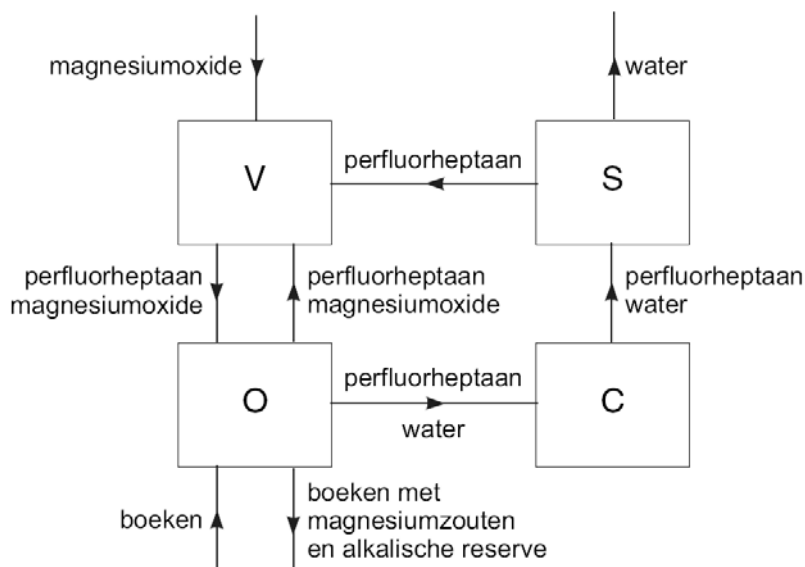 magnesiumoxide
water
V
perfluorheptaan
S
perfluorheptaan
magnesiumoxide
perfluorheptaan
magnesiumoxide
perfluorheptaan
water
O
perfluorheptaan
water
C
boeken
boeken met
magnesiumzouten
en alkalische reserve